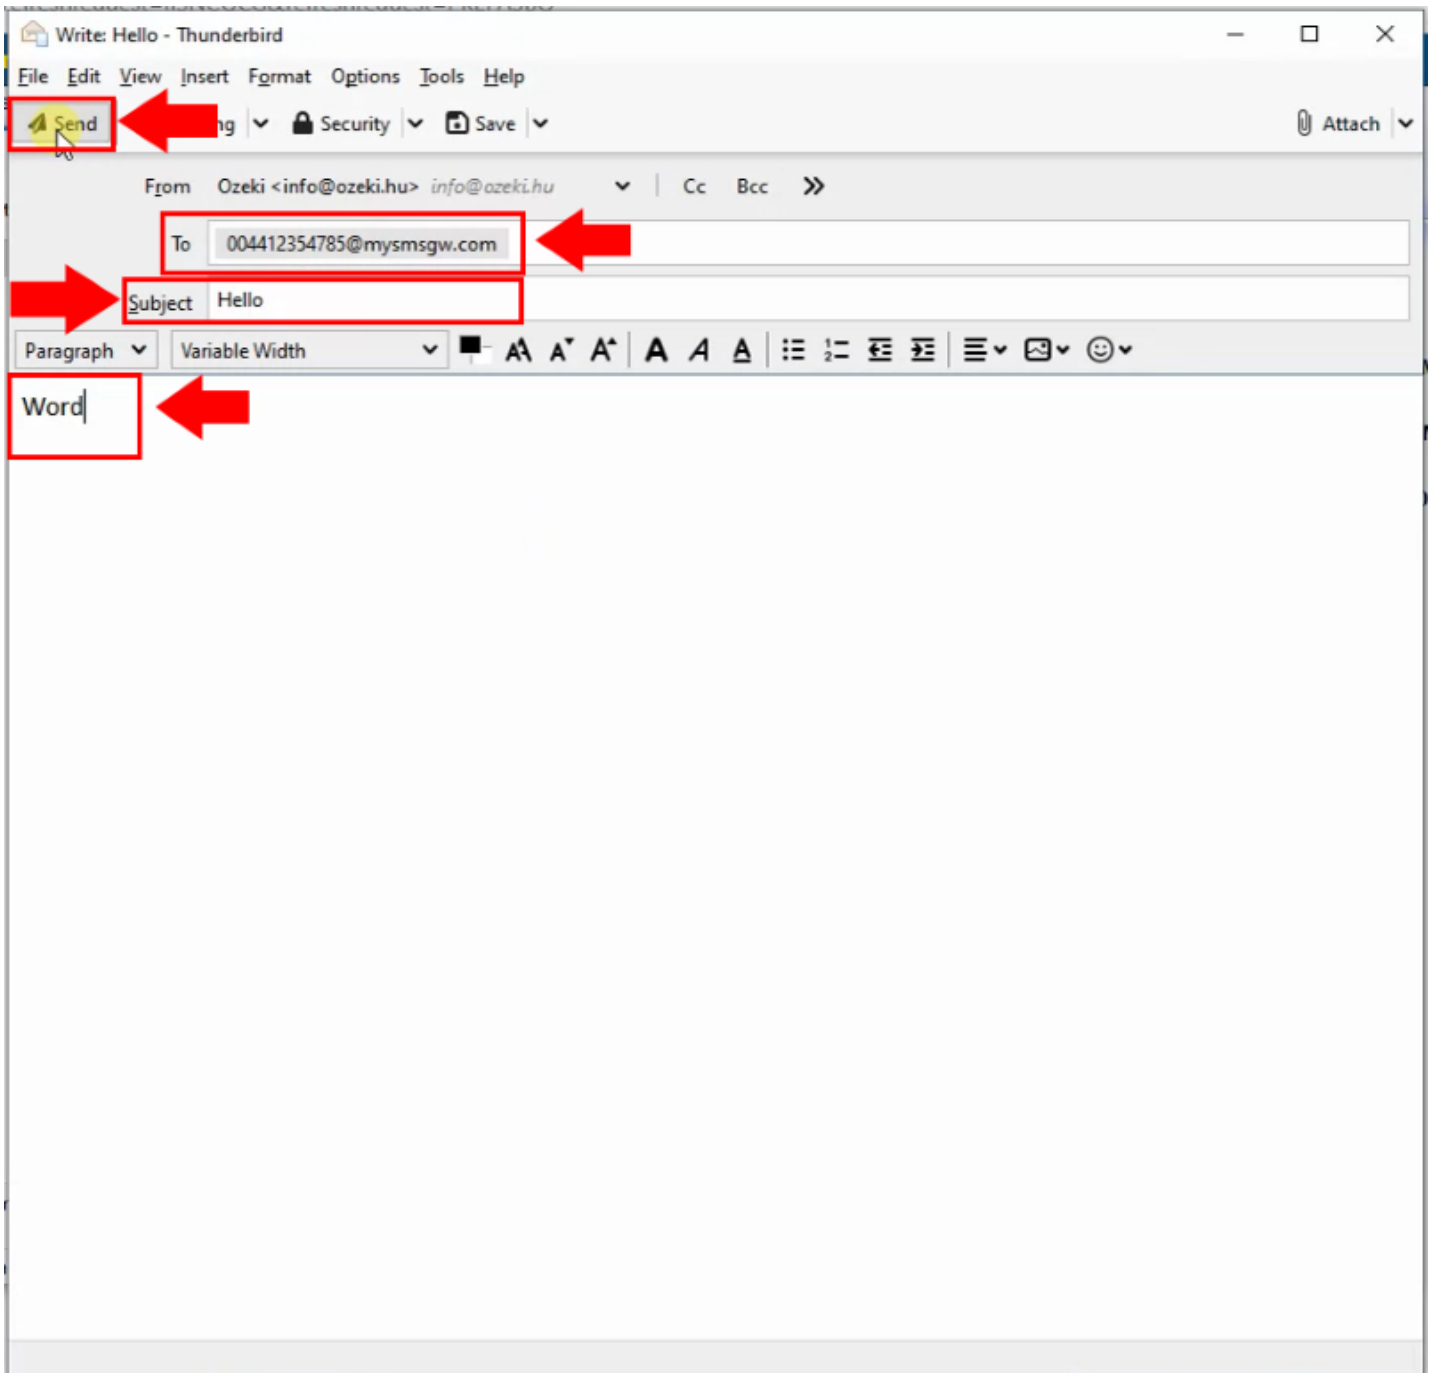 Write: Hello - Thunderbird
File Edit View Insert Format Options Tools Help
Send Security Save Attach
From Ozeki <info@ozeki.hu> info@ozeki.hu Cc Bcc
To 004412354785@mysmsgw.com
Subject Hello
Paragraph Variable Width
Word